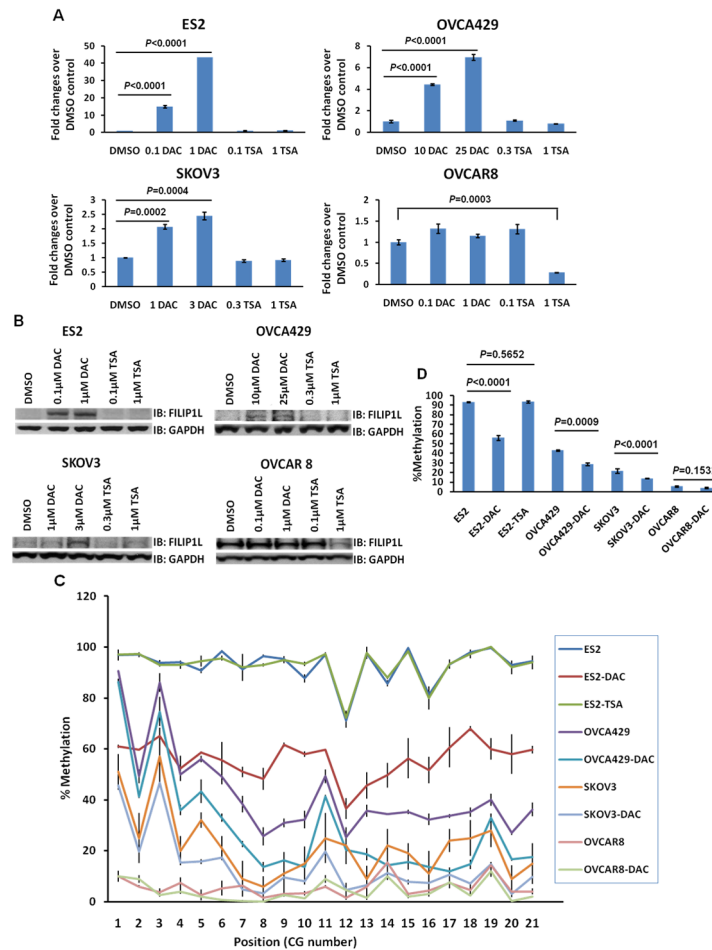 A
ES2
Fold changes over
DMSO control
50
40
30
20
10
0
P<0.0001
P<0.0001
DMSO 0.1 DAC 1 DAC 0.1 TSA 1 TSA
OVCA429
Fold changes over
DMSO control
8
6
4
2
0
P<0.0001
P<0.0001
DMSO 10 DAC 25 DAC 0.3 TSA 1 TSA
SKOV3
Fold changes over
DMSO control
3
2.5
2
1.5
1
0.5
0
P=0.0004
P=0.0002
DMSO 1 DAC 3 DAC 0.3 TSA 1 TSA
OVCAR8
Fold changes over
DMSO control
2
1.5
1
0.5
0
P=0.0003
DMSO 0.1 DAC 1 DAC 0.1 TSA 1 TSA
B
ES2
DMSO
0.1µM DAC
1µM DAC
0.1µM TSA
1µM TSA
IB: FILIP1L
IB: GAPDH
OVCA429
DMSO
10µM DAC
25µM DAC
0.3µM TSA
1µM TSA
IB: FILIP1L
IB: GAPDH
SKOV3
DMSO
1µM DAC
3µM DAC
0.3µM TSA
1µM TSA
IB: FILIP1L
IB: GAPDH
OVCAR 8
DMSO
0.1µM DAC
1µM DAC
0.1µM TSA
1µM TSA
IB: FILIP1L
IB: GAPDH
D
%Methylation
100
90
80
70
60
50
40
30
20
10
0
P=0.5652
P<0.0001
P=0.0009
P<0.0001
P=0.153
ES2
ES2-DAC
ES2-TSA
OVCA429
OVCA429-DAC
SKOV3
SKOV3-DAC
OVCAR8
OVCAR8-DAC
C
% Methylation
120
100
80
60
40
20
0
1 2 3 4 5 6 7 8 9 10 11 12 13 14 15 16 17 18 19 20 21
Position (CG number)
ES2
ES2-DAC
ES2-TSA
OVCA429
OVCA429-DAC
SKOV3
SKOV3-DAC
OVCAR8
OVCAR8-DAC